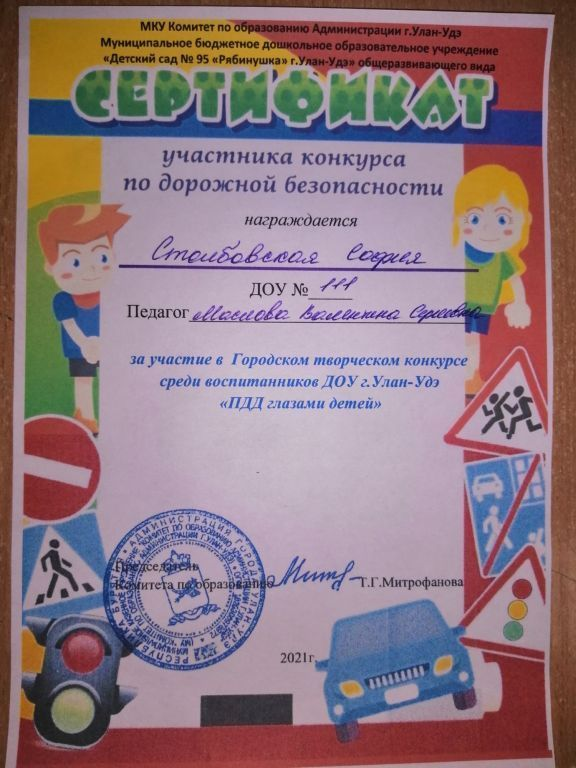 МКУ Комитет по образованию Администрации г.Улан-Удэ
Муниципальное бюджетное дошкольное образовательное учреждение
«Детский сад № 95 «Рябинушка» г.Улан-Удэ» общеразвивающего вида
СЕРТИФИКАТ
участника конкурса
по дорожной безопасности
награждается
Столбовская София
ДОУ № 111
Педагог Маслова Валентина Сергеевна
за участие в Городском творческом конкурсе
среди воспитанников ДОУ г.Улан-Удэ
«ПДД глазами детей»
Председатель
Комитета по образованию
Т.Г.Митрофанова
2021г.